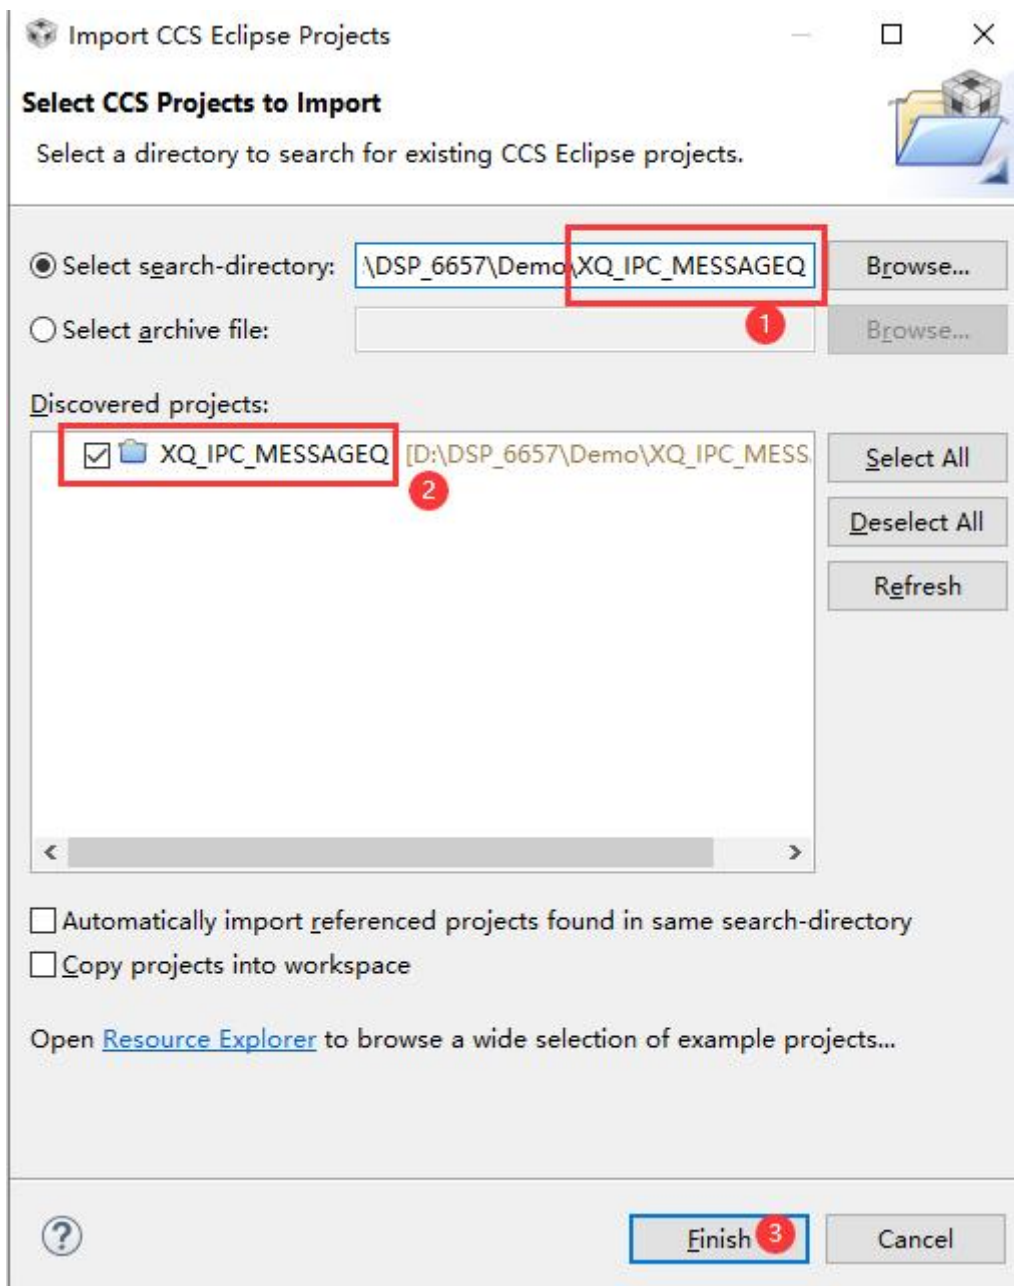 Import CCS Eclipse Projects
Select CCS Projects to Import
Select a directory to search for existing CCS Eclipse projects.
Select search-directory: :\DSP_6657\Demo\XQ_IPC_MESSAGEQ Browse...
1
Select archive file: Browse...
Discovered projects:
XQ_IPC_MESSAGEQ [D:\DSP_6657\Demo\XQ_IPC_MESS. Select All
2
Deselect All
Refresh
Automatically import referenced projects found in same search-directory
Copy projects into workspace
Open Resource Explorer to browse a wide selection of example projects...
? Finish 3 Cancel